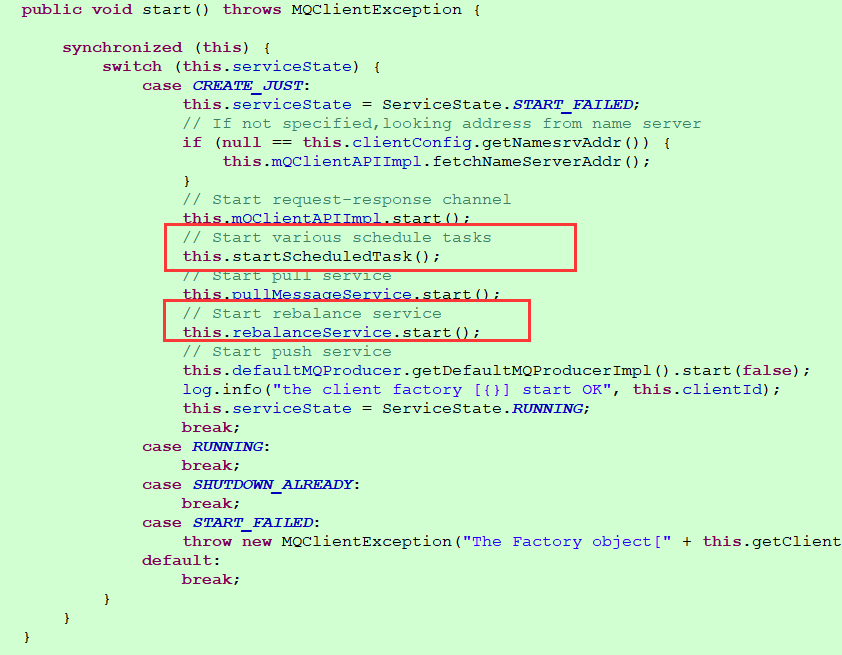 public void start() throws MQClientException {
synchronized (this) {
switch (this.serviceState) {
case CREATE_JUST:
this.serviceState = ServiceState.START_FAILED;
// If not specified,looking address from name server
if (null == this.clientConfig.getNamesrvAddr()) {
this.mQClientAPIImpl.fetchNameServerAddr();
}
// Start request-response channel
this.mQClientAPIImpl.start();
// Start various schedule tasks
this.startScheduledTask();
// Start pull service
this.pullMessageService.start();
// Start rebalance service
this.rebalanceService.start();
// Start push service
this.defaultMQProducer.getDefaultMQProducerImpl().start(false);
log.info("the client factory [{}] start OK", this.clientId);
this.serviceState = ServiceState.RUNNING;
break;
case RUNNING:
break;
case SHUTDOWN_ALREADY:
break;
case START_FAILED:
throw new MQClientException("The Factory object[" + this.getClient
default:
break;
}
}
}